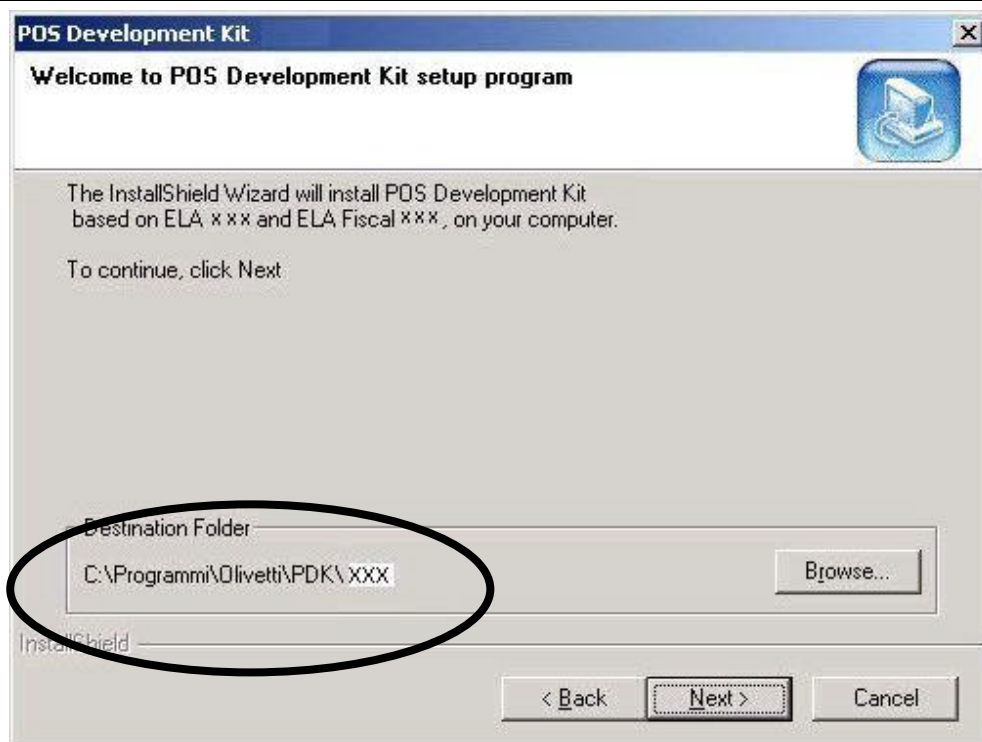 POS Development Kit
Welcome to POS Development Kit setup program
The InstallShield Wizard will install POS Development Kit
based on ELA xxx and ELA Fiscal xxx, on your computer.
To continue, click Next
Destination Folder
C:\Programmi\Olivetti\PDK\ XXX
Browse...
InstallShield
< Back
Next >
Cancel